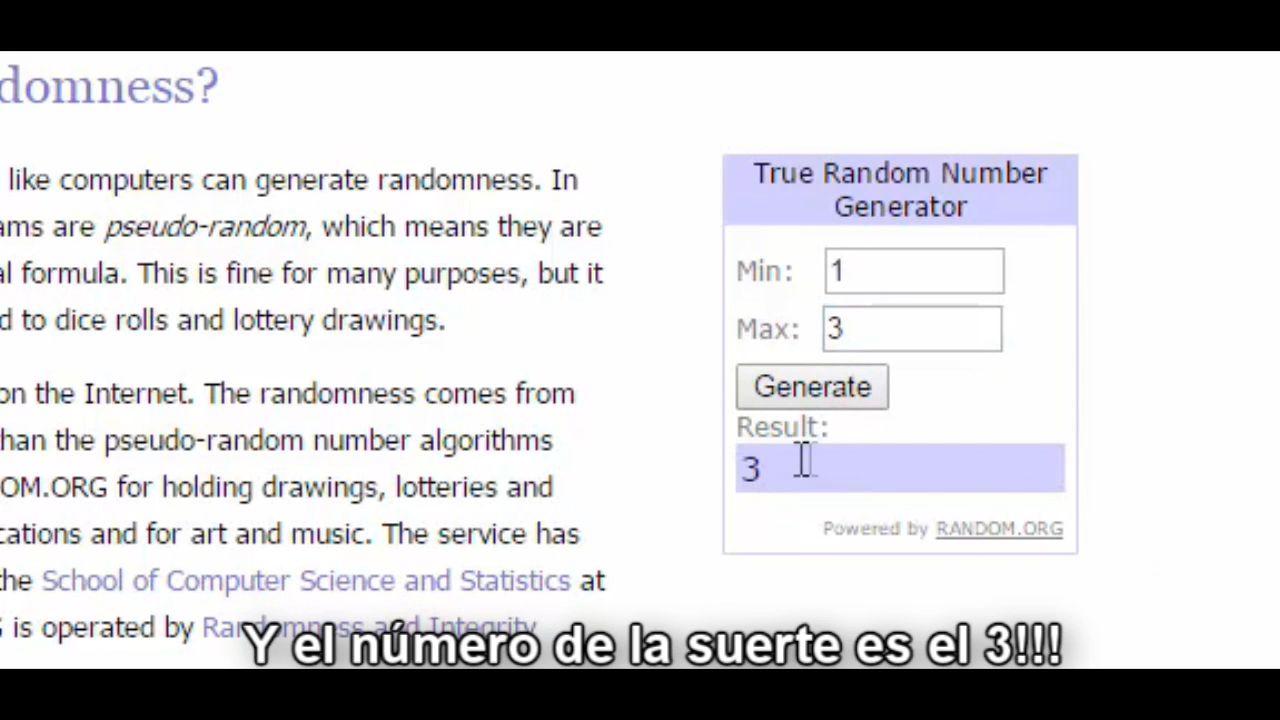 domness?
like computers can generate randomness. In
ams are pseudo-random, which means they are
al formula. This is fine for many purposes, but it
d to dice rolls and lottery drawings.
on the Internet. The randomness comes from
han the pseudo-random number algorithms
OM.ORG for holding drawings, lotteries and
cations and for art and music. The service has
the School of Computer Science and Statistics at
G is operated by Randomness and Integrity
True Random Number
Generator
Min: 1
Max: 3
Generate
Result:
3
Powered by RANDOM.ORG
Y el número de la suerte es el 3!!!